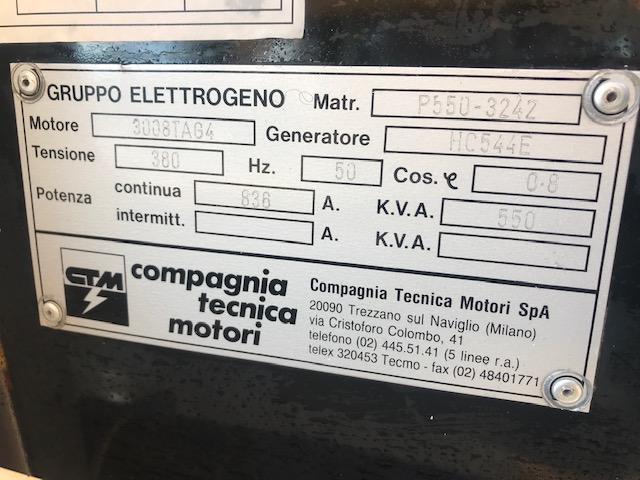 GRUPPO ELETTROGENO Matr. P550-3242
Motore 3008TAG4 Generatore HC544E
Tensione 380 Hz. 50 Cos. φ 0.8
Potenza continua 836 A. K.V.A. 550
intermitt. A. K.V.A.
CTM
compagnia
tecnica
motori
Compagnia Tecnica Motori SpA
20090 Trezzano sul Naviglio (Milano)
via Cristoforo Colombo, 41
telefono (02) 445.51.41 (5 linee r.a.)
telex 320453 Tecmo - fax (02) 48401771